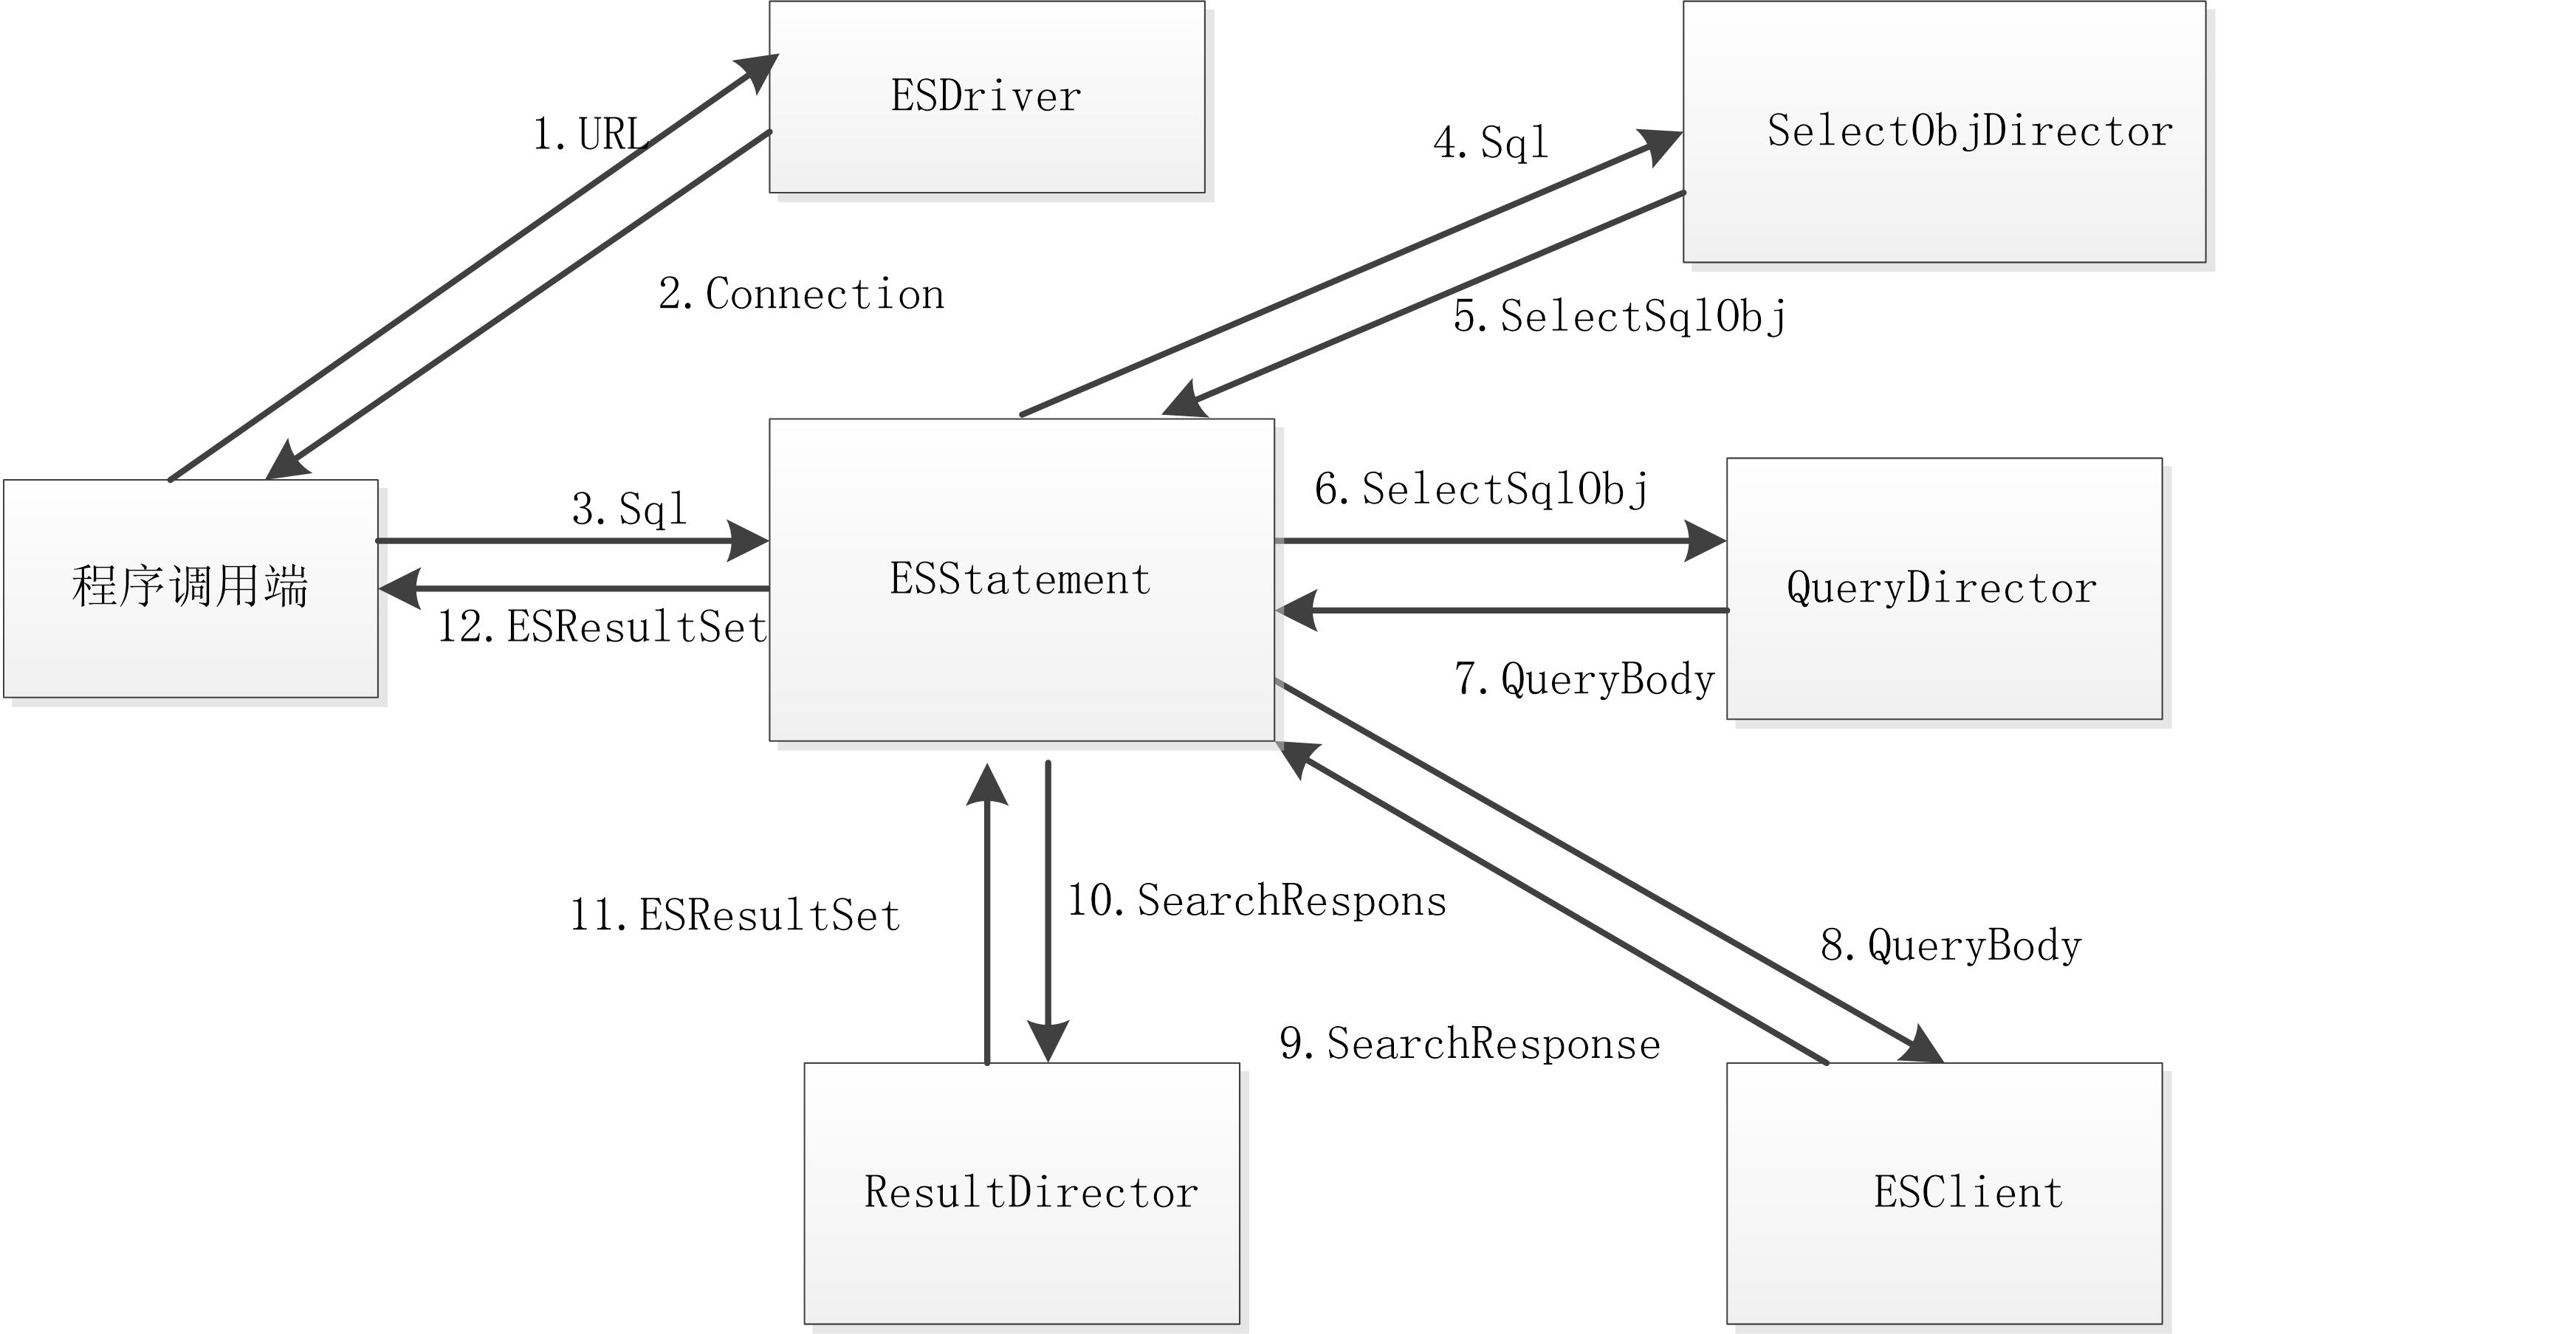 ESDriver
1.URL
SelectObjDirector
4.Sql
2.Connection
5.SelectSqlObj
3.Sql
6.SelectSqlObj
程序调用端
ESStatement
QueryDirector
12.ESResultSet
7.QueryBody
11.ESResultSet
10.SearchRespons
8.QueryBody
9.SearchResponse
ResultDirector
ESClient